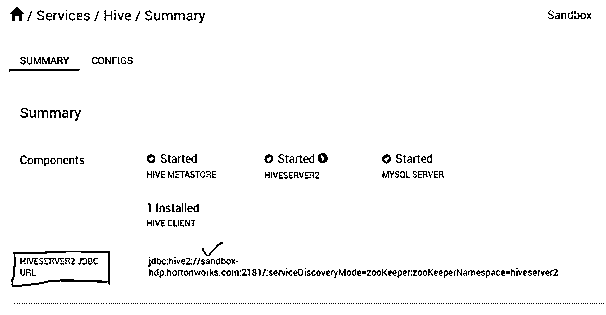 / Services / Hive / Summary
Sandbox
SUMMARY CONFIGS
Summary
Components
Started Started Started
HIVE METASTORE HIVESERVER2 MYSQL SERVER
1 Installed
HIVE CLIENT
HIVESERVER2 JDBC
URL
jdbc:hive2://sandbox-
hdp.hortonworks.com:2181/;serviceDiscoveryMode=zooKeeper;zooKeeperNamespace=hiveserver2